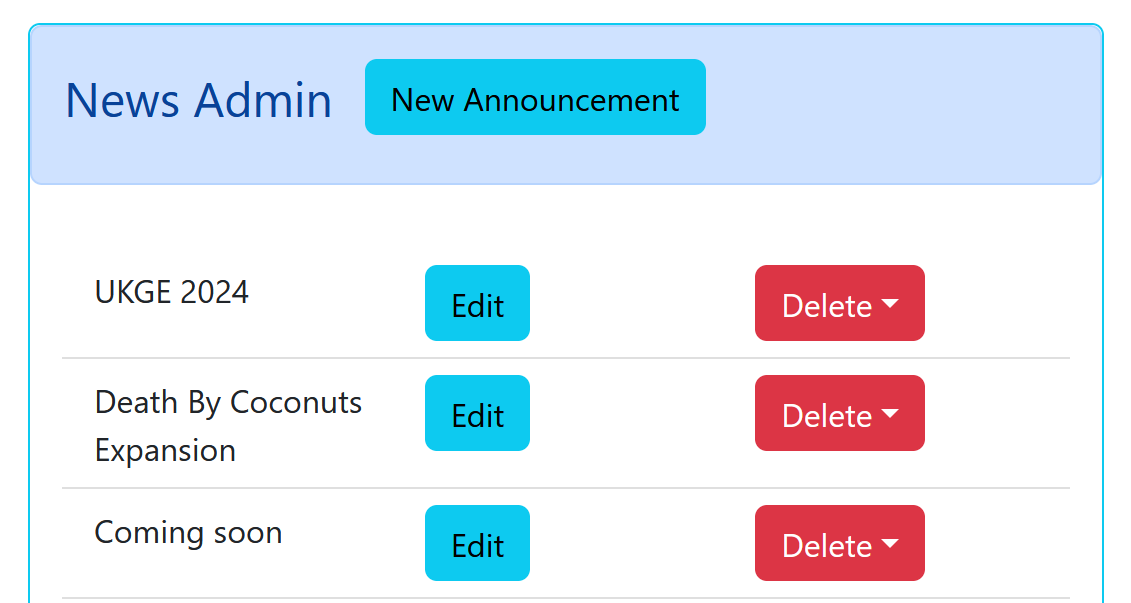 News Admin New Announcement
UKGE 2024 Edit Delete
Death By Coconuts Edit Delete
Expansion
Coming soon Edit Delete